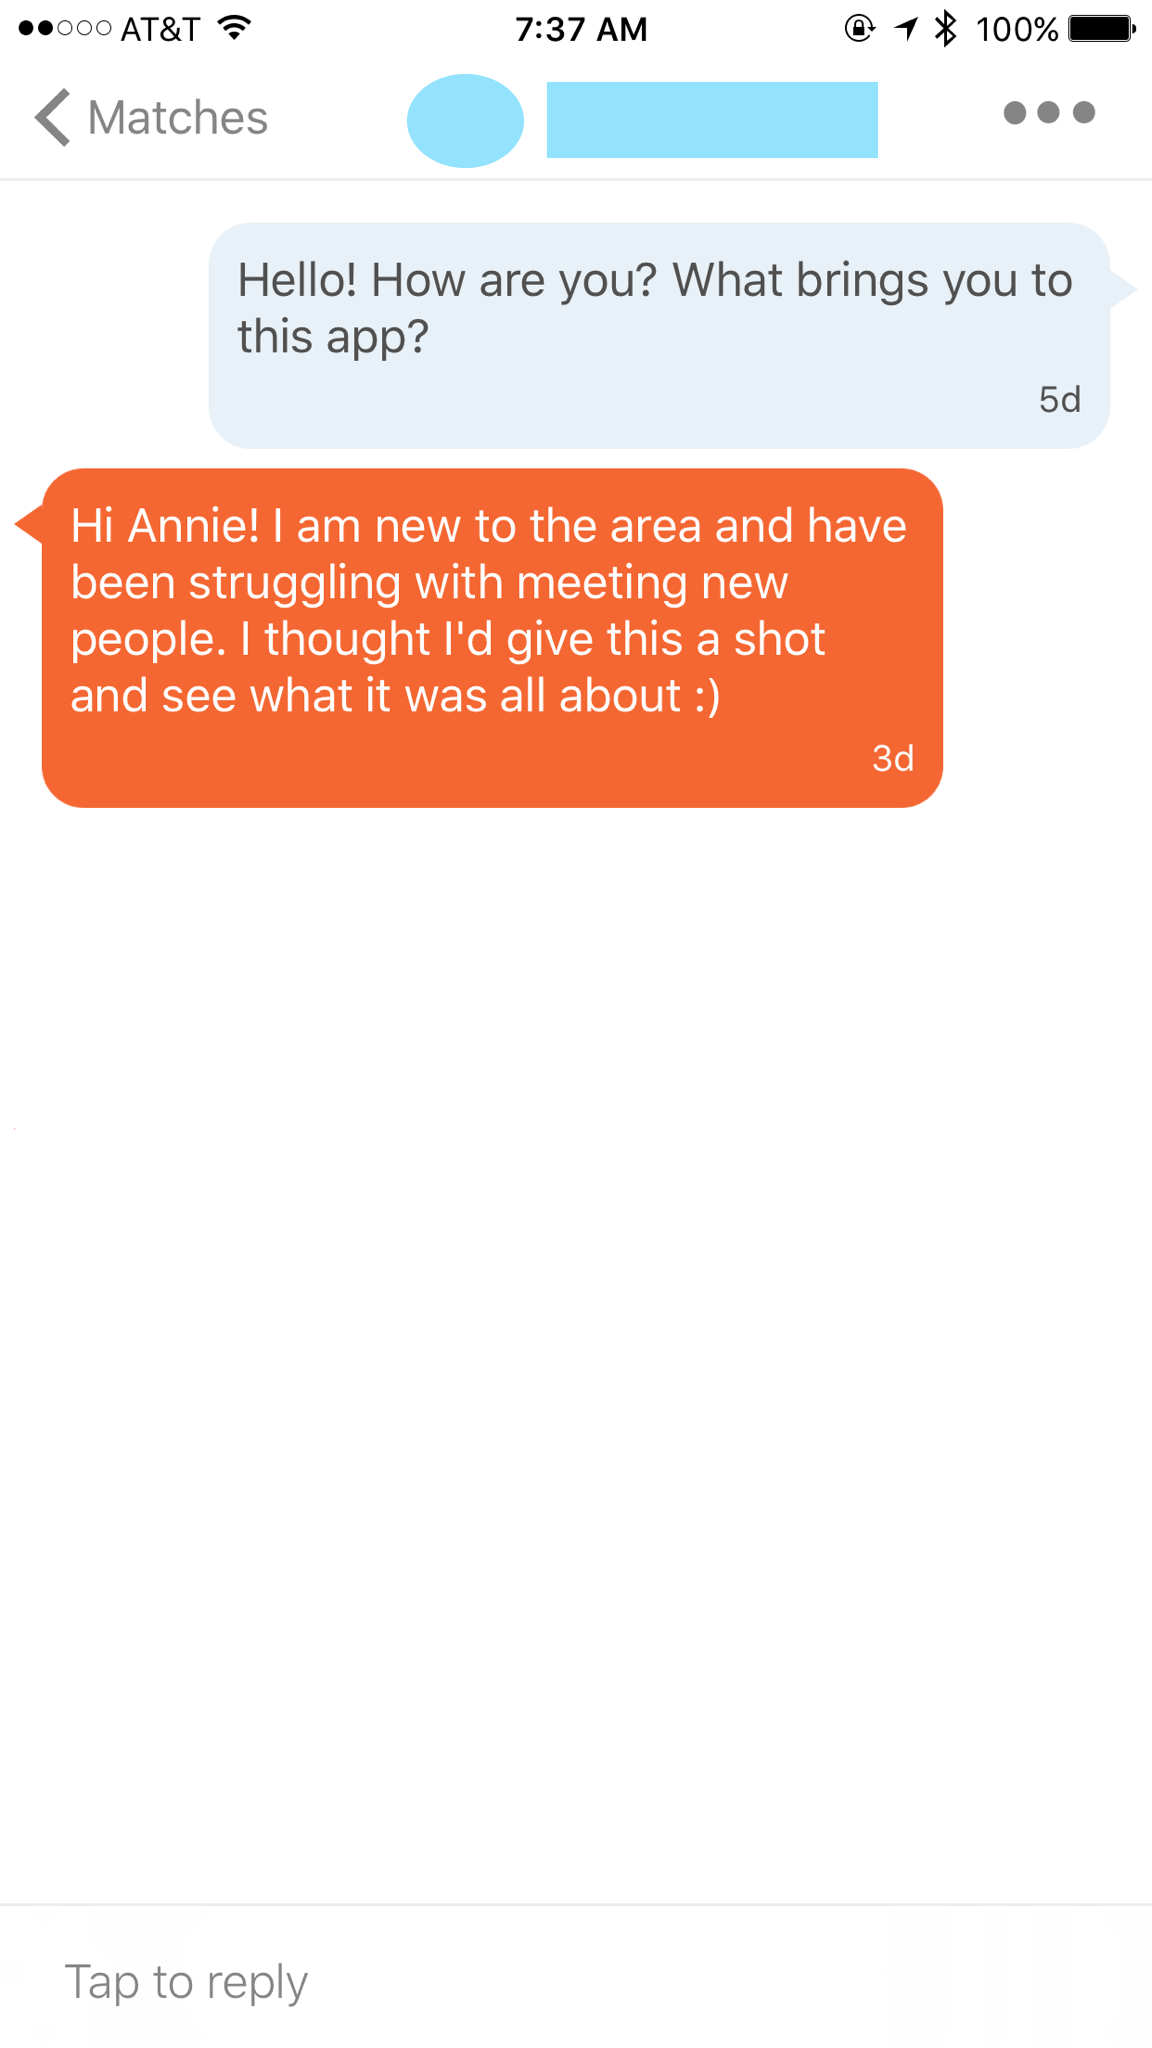 AT&T 7:37 AM 100%
Matches
Hello! How are you? What brings you to
this app?
5d
Hi Annie! I am new to the area and have
been struggling with meeting new
people. I thought I'd give this a shot
and see what it was all about :)
3d
Tap to reply